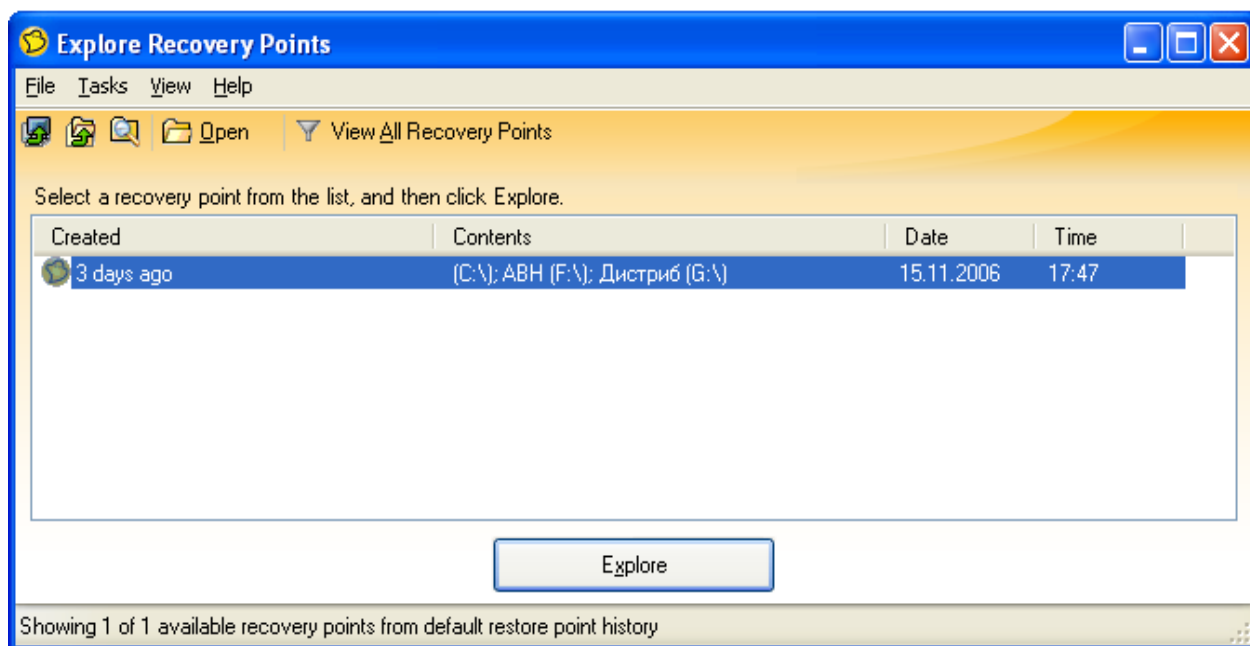 Explore Recovery Points
File Tasks View Help
Open View All Recovery Points
Select a recovery point from the list, and then click Explore.
Created Contents Date Time
3 days ago (C:\); ABH (F:\); Дистриб (G:\) 15.11.2006 17:47
Explore
Showing 1 of 1 available recovery points from default restore point history